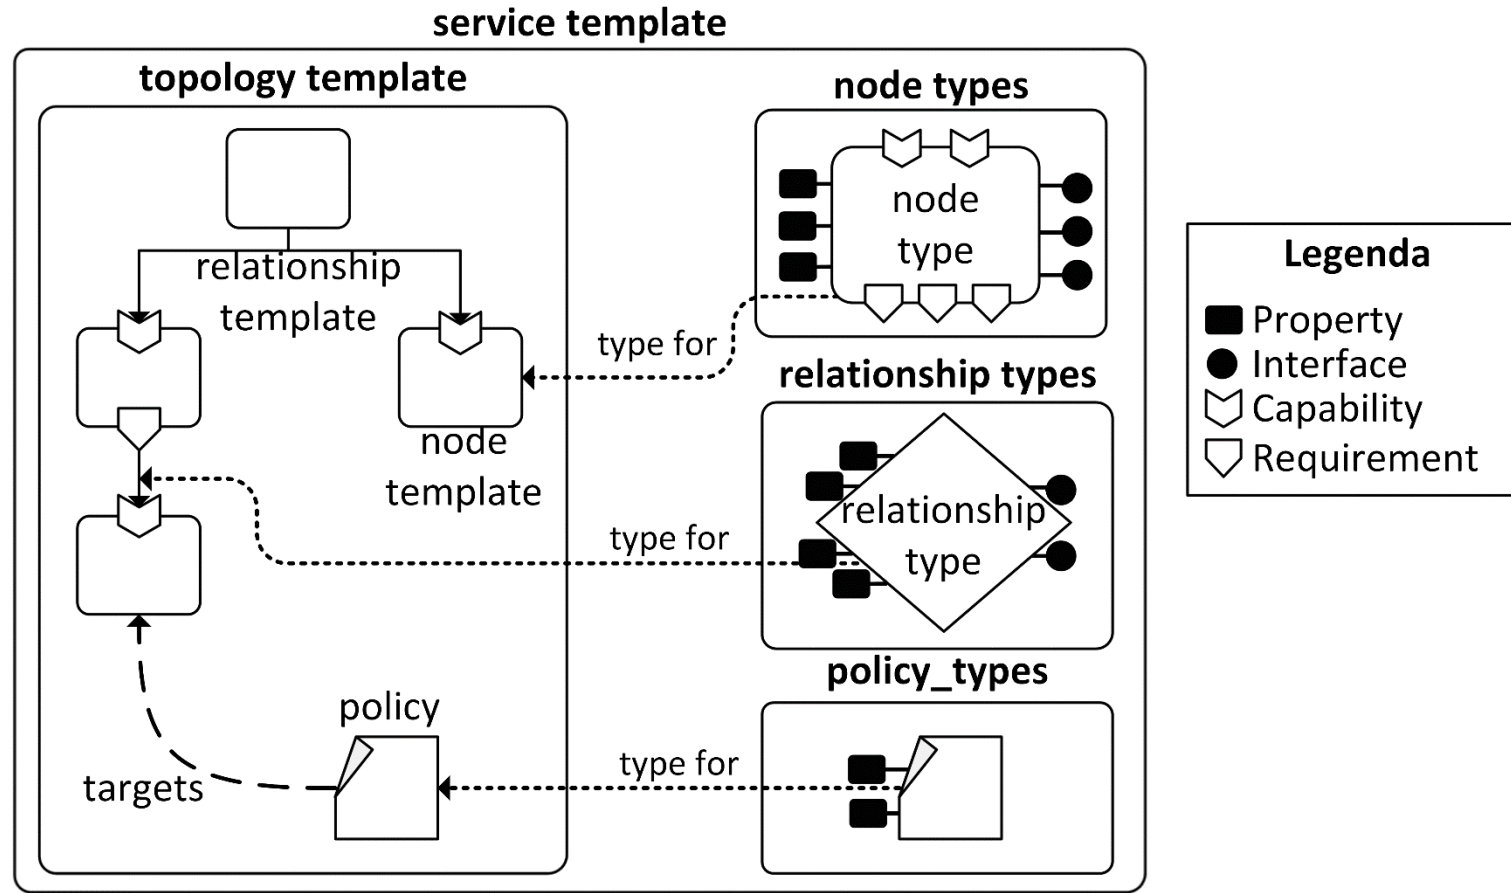 service template
topology template
relationship
template
node
template
policy
targets
type for
type for
type for
node types
node
type
relationship types
relationship
type
policy_types
Legenda
Property
Interface
Capability
Requirement